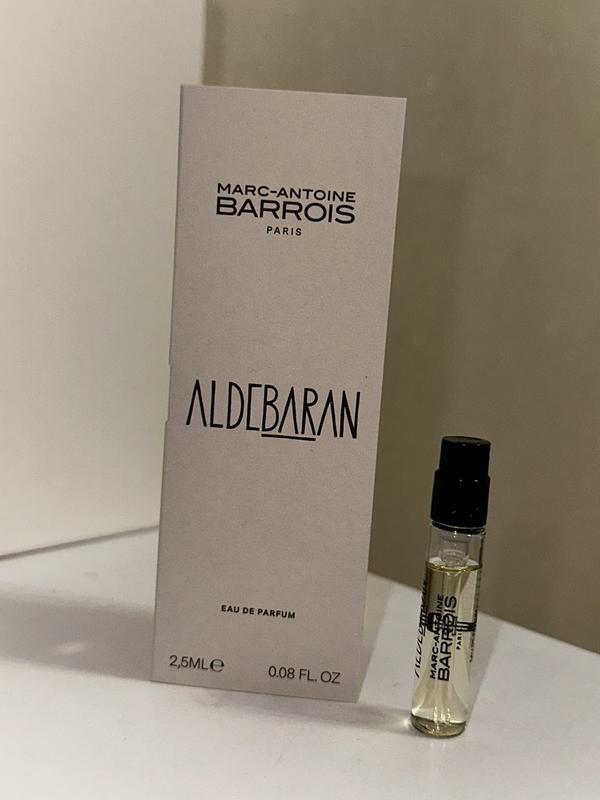 MARC-ANTOINE
BARROIS
PARIS
ALDEBARAN
EAU DE PARFUM
2,5ML℮
0.08 FL. OZ
MARC-ANTOINE
BARROIS
PARIS